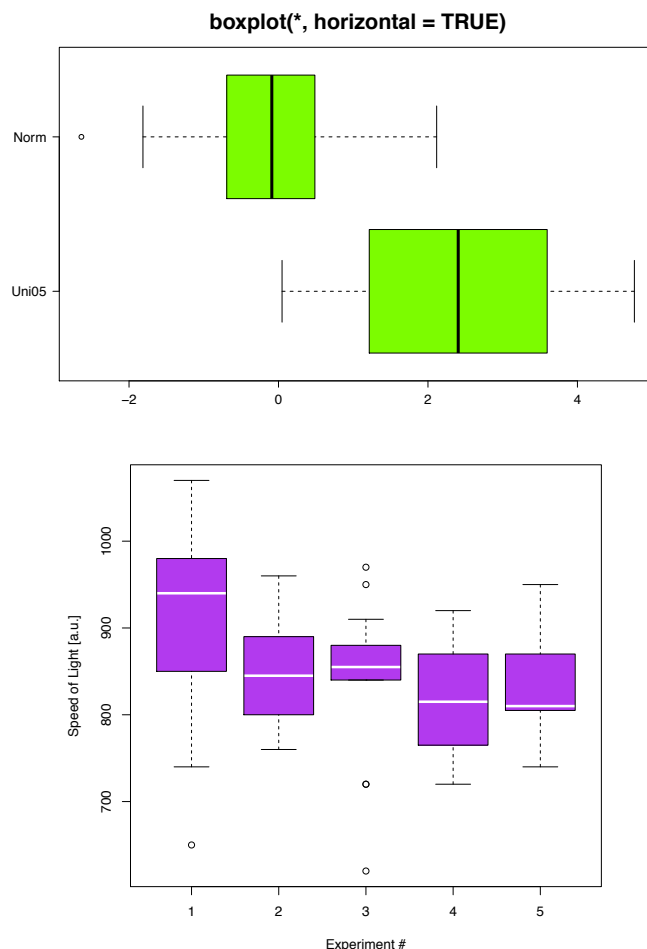 boxplot(*, horizontal = TRUE)
Norm
Uni05
−2 0 2 4
Speed of Light [a.u.]
1000
900
800
700
1 2 3 4 5
Experiment #